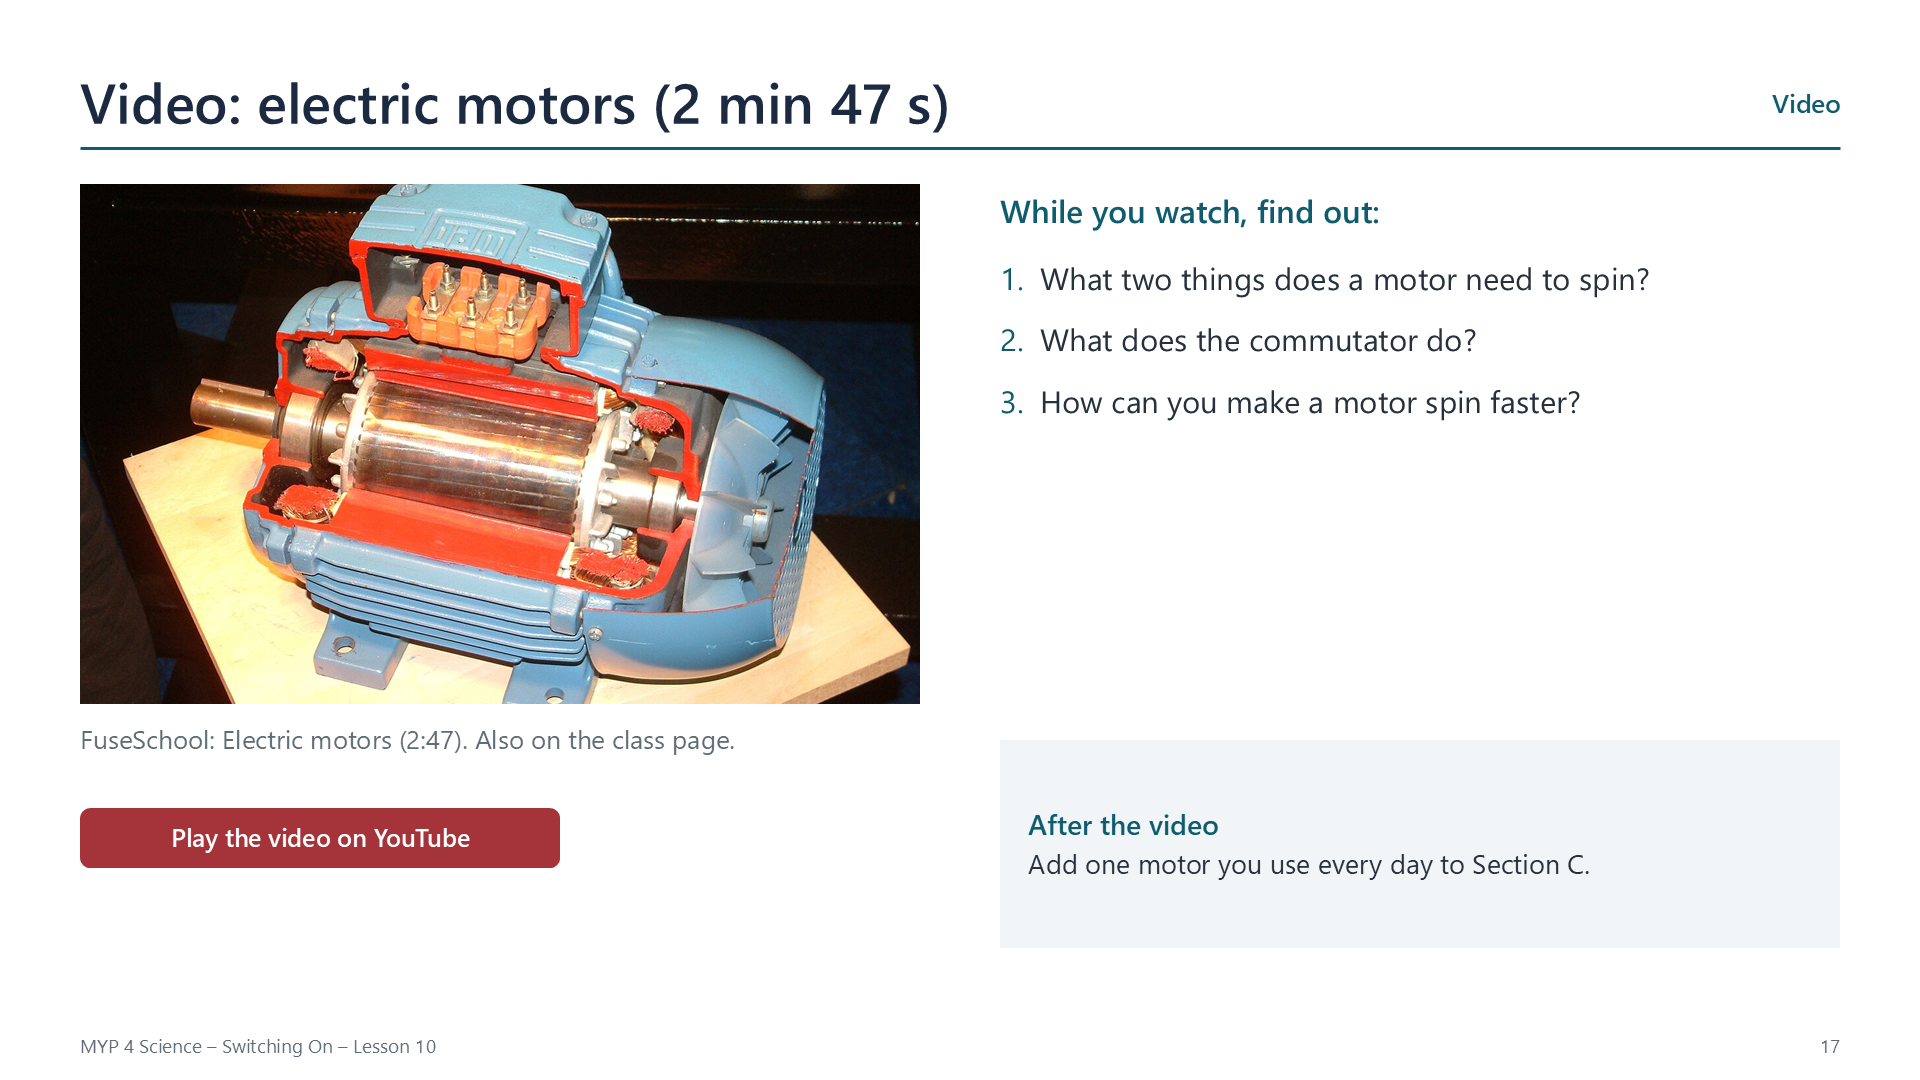 Video: electric motors (2 min 47 s)
Video
While you watch, find out:
1. What two things does a motor need to spin?
2. What does the commutator do?
3. How can you make a motor spin faster?
FuseSchool: Electric motors (2:47). Also on the class page.
Play the video on YouTube
After the video
Add one motor you use every day to Section C.
MYP 4 Science – Switching On – Lesson 10
17